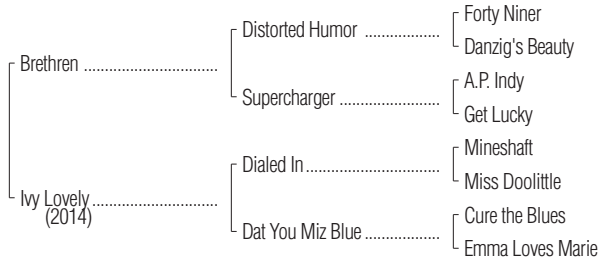 Forty Niner
Distorted Humor ..................
Danzig's Beauty
Brethren ................................
A.P. Indy
Supercharger ........................
Get Lucky
Mineshaft
Dialed In ................................
Miss Doolittle
Ivy Lovely ..............................
(2014)
Cure the Blues
Dat You Miz Blue ..................
Emma Loves Marie